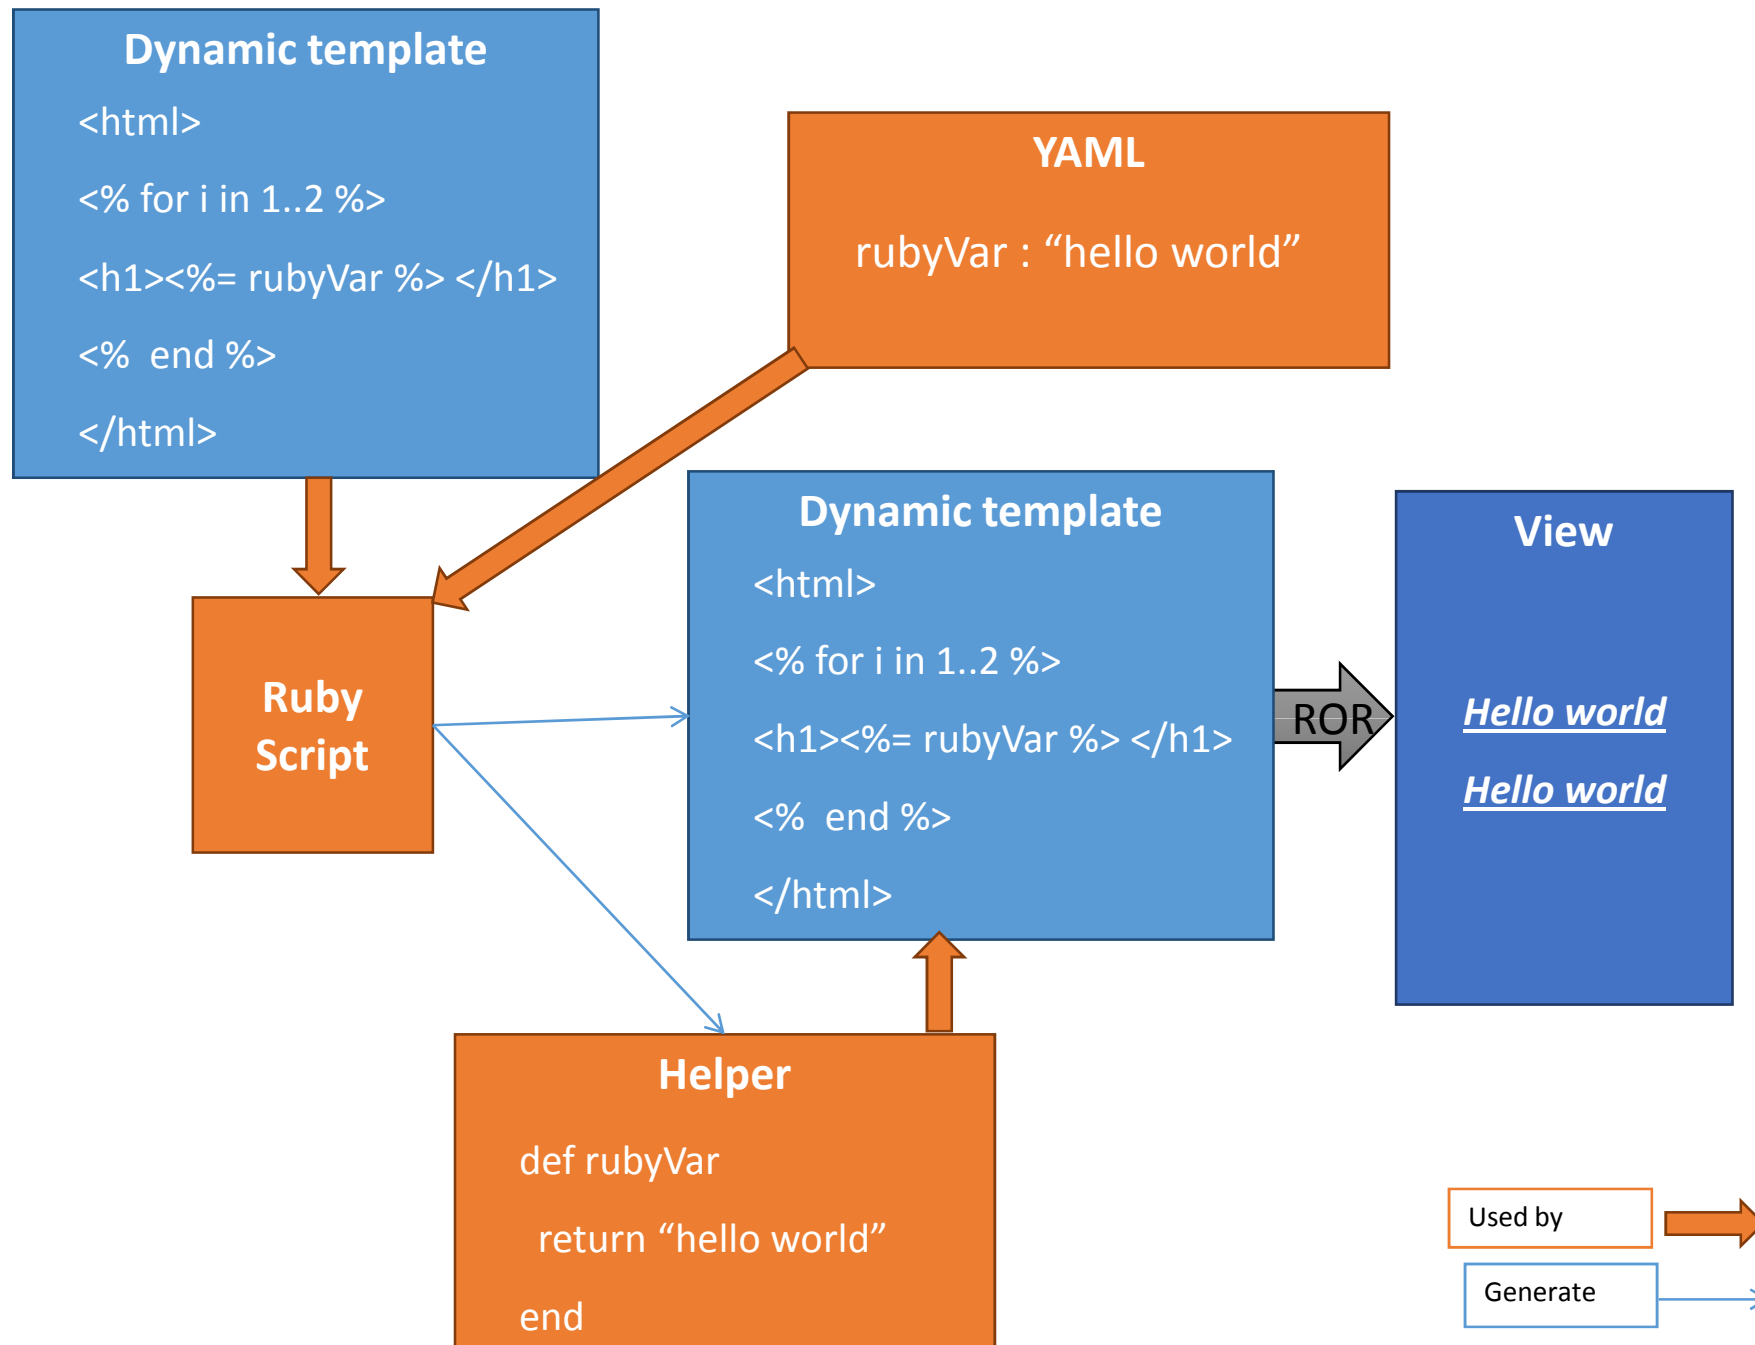 Dynamic template
<html>
<% for i in 1..2 %>
<h1><%= rubyVar %> </h1>
<%  end %>
</html>
YAML
rubyVar : “hello world”
Ruby
Script
Dynamic template
<html>
<% for i in 1..2 %>
<h1><%= rubyVar %> </h1>
<%  end %>
</html>
ROR
View
Hello world
Hello world
Helper
def rubyVar
return “hello world”
end
Used by
Generate